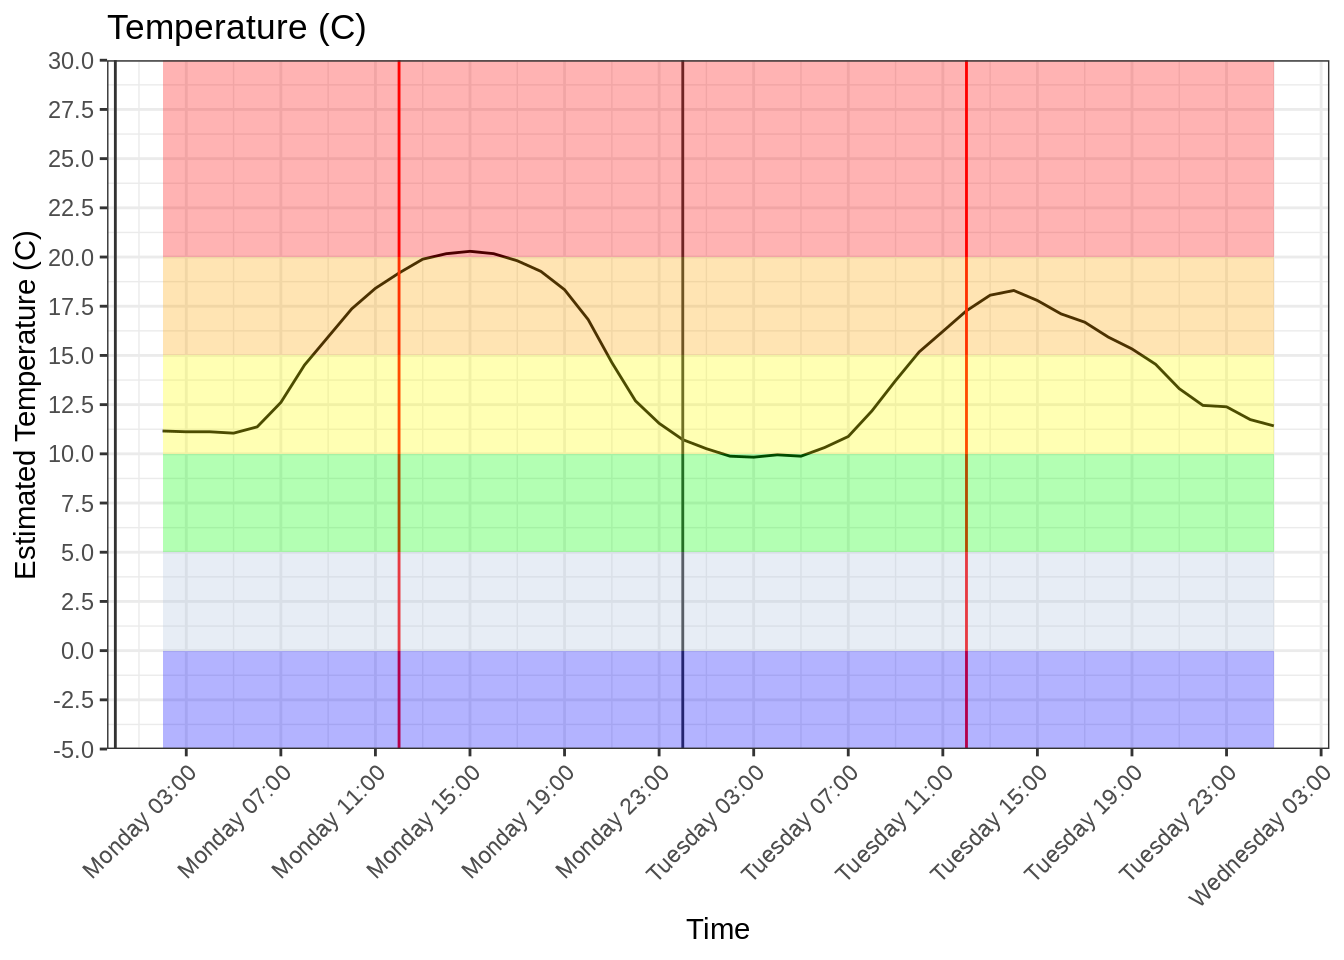 Temperature (C)
Estimated Temperature (C)
30.0
27.5
25.0
22.5
20.0
17.5
15.0
12.5
10.0
7.5
5.0
2.5
0.0
-2.5
-5.0
Monday 03:00
Monday 07:00
Monday 11:00
Monday 15:00
Monday 19:00
Monday 23:00
Tuesday 03:00
Tuesday 07:00
Tuesday 11:00
Tuesday 15:00
Tuesday 19:00
Tuesday 23:00
Wednesday 03:00
Time